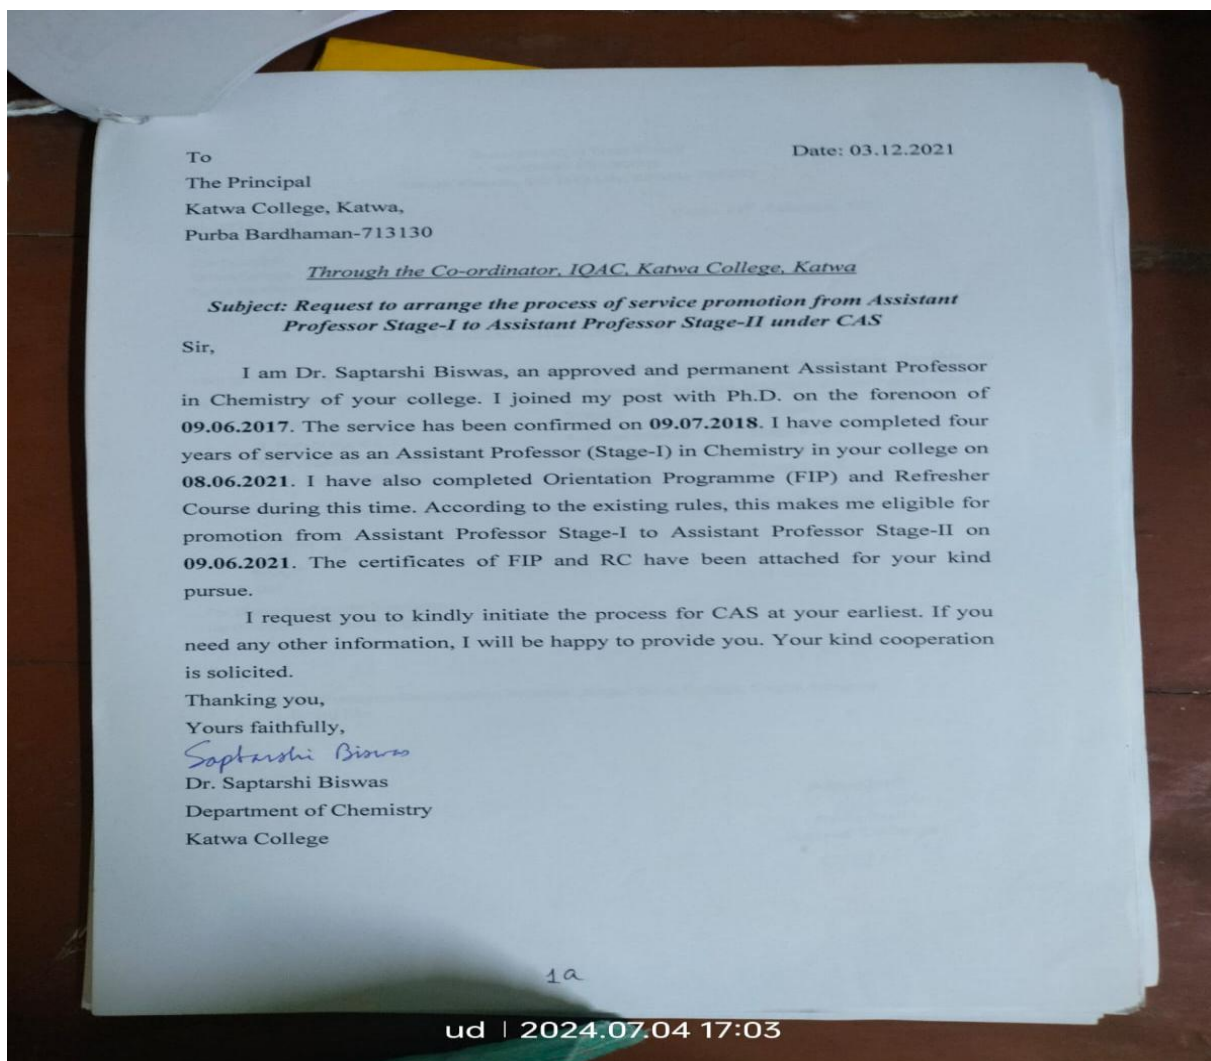 To
Date: 03.12.2021
The Principal
Katwa College, Katwa,
Purba Bardhaman-713130
Through the Co-ordinator, IQAC, Katwa College, Katwa
Subject: Request to arrange the process of service promotion from Assistant
Professor Stage-I to Assistant Professor Stage-II under CAS
Sir,
I am Dr. Saptarshi Biswas, an approved and permanent Assistant Professor
in Chemistry of your college. I joined my post with Ph.D. on the forenoon of
09.06.2017. The service has been confirmed on 09.07.2018. I have completed four
years of service as an Assistant Professor (Stage-I) in Chemistry in your college on
08.06.2021. I have also completed Orientation Programme (FIP) and Refresher
Course during this time. According to the existing rules, this makes me eligible for
promotion from Assistant Professor Stage-I to Assistant Professor Stage-II on
09.06.2021. The certificates of FIP and RC have been attached for your kind
pursue.
I request you to kindly initiate the process for CAS at your earliest. If you
need any other information, I will be happy to provide you. Your kind cooperation
is solicited.
Thanking you,
Yours faithfully,
Saptarshi Biswas
Dr. Saptarshi Biswas
Department of Chemistry
Katwa College
1a
ud | 2024.07.04 17:03